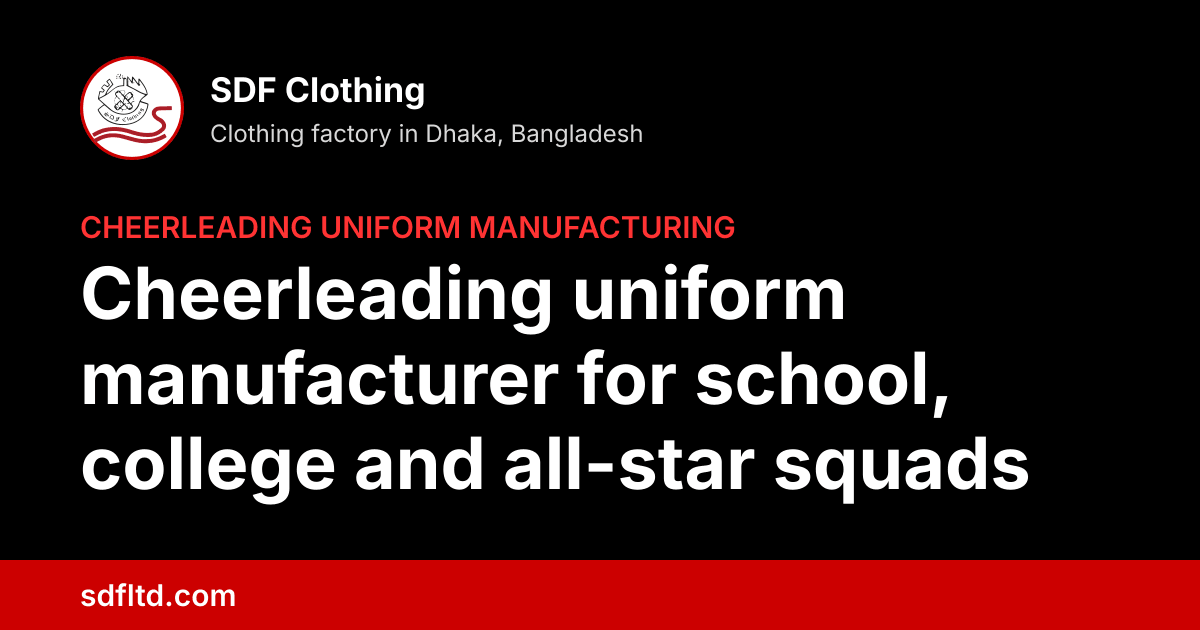 SDF Clothing
Clothing factory in Dhaka, Bangladesh
CHEERLEADING UNIFORM MANUFACTURING
Cheerleading uniform
manufacturer for school,
college and all-star squads
sdfltd.com